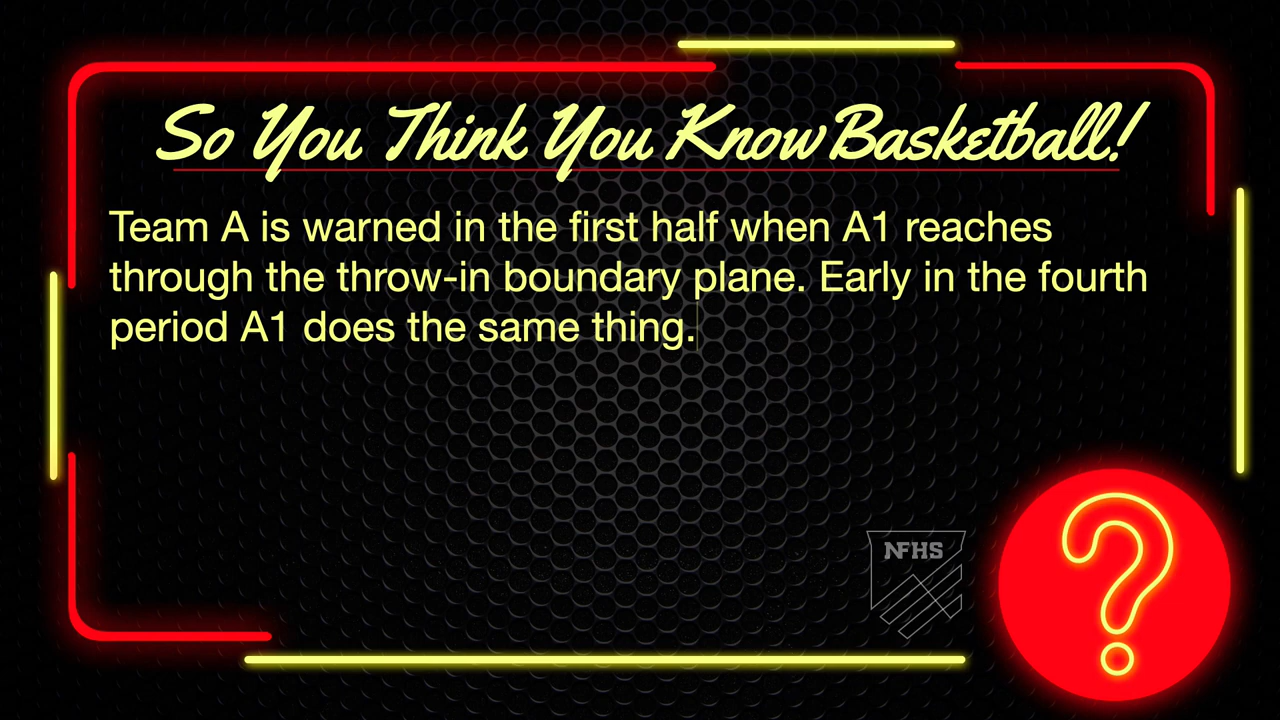 So You Think You Know Basketball!
Team A is warned in the first half when A1 reaches
through the throw-in boundary plane. Early in the fourth
period A1 does the same thing.
NFHS
?